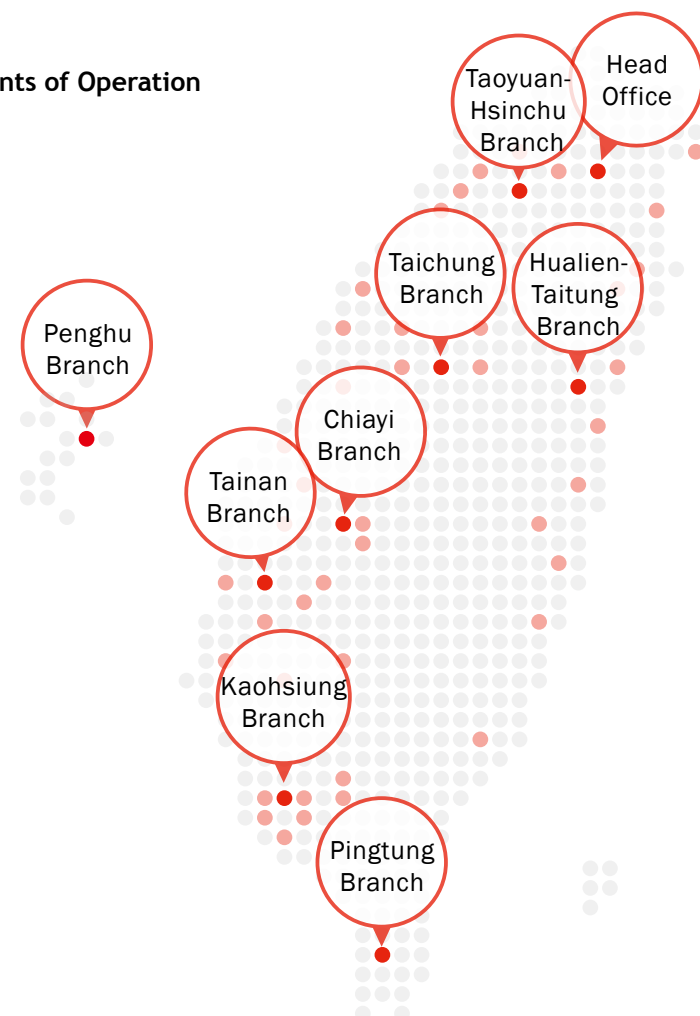 nts of Operation
Head
Office
Taoyuan-
Hsinchu
Branch
Taichung
Branch
Hualien-
Taitung
Branch
Penghu
Branch
Chiayi
Branch
Tainan
Branch
Kaohsiung
Branch
Pingtung
Branch